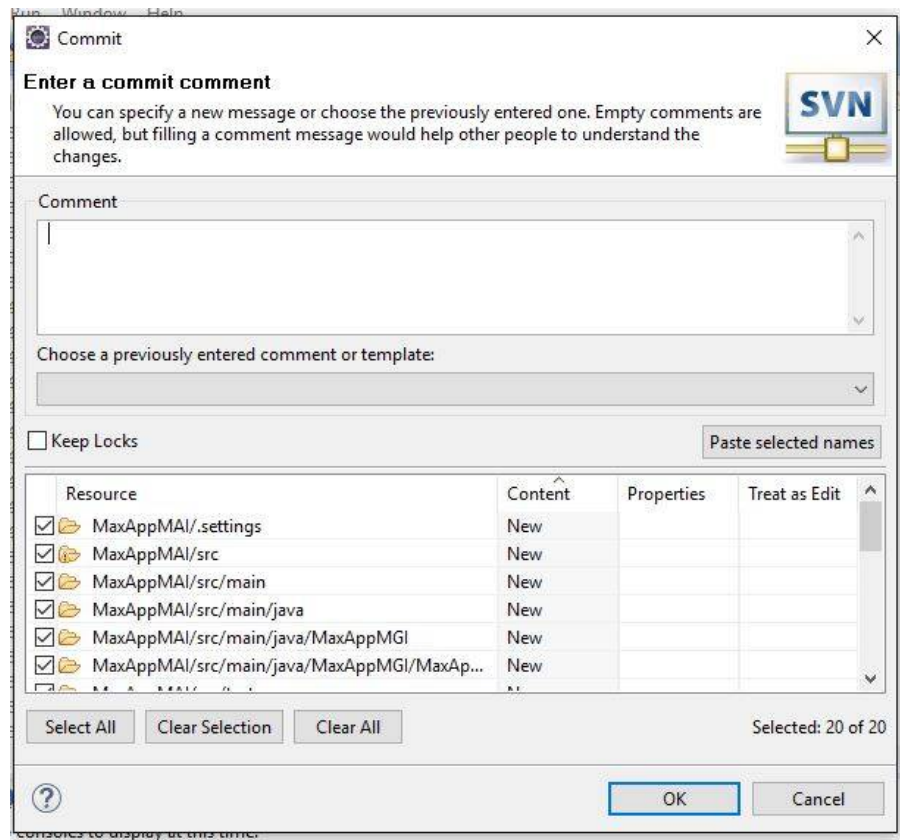 Run Window Help
Commit
Enter a commit comment
You can specify a new message or choose the previously entered one. Empty comments are
allowed, but filling a comment message would help other people to understand the
changes.
SVN
Comment
Choose a previously entered comment or template:
Keep Locks
Paste selected names
Resource Content Properties Treat as Edit
MaxAppMAI/.settings New
MaxAppMAI/src New
MaxAppMAI/src/main New
MaxAppMAI/src/main/java New
MaxAppMAI/src/main/java/MaxAppMGI New
MaxAppMAI/src/main/java/MaxAppMGI/MaxAp... New
Select All Clear Selection Clear All Selected: 20 of 20
OK Cancel
consoles to display at this time.